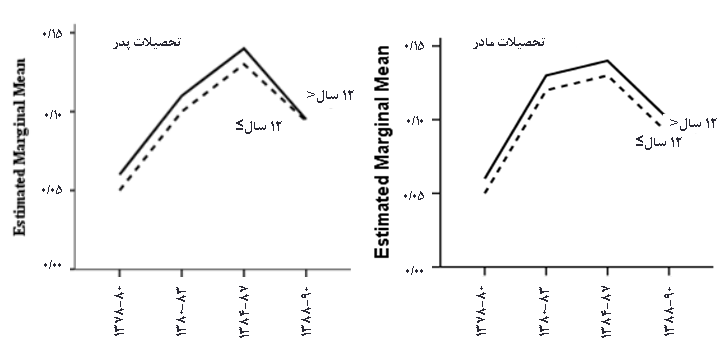 تحصیلات پدر
Estimated Marginal Mean
۰/۱۵
۰/۱۰
۰/۰۵
۰/۰۰
>۱۲ سال
≤۱۲ سال
۱۳۷۸-۸۰
۱۳۸۰-۸۳
۱۳۸۴-۸۷
۱۳۸۸-۹۰
تحصیلات مادر
Estimated Marginal Mean
۰/۱۵
۰/۱۰
۰/۰۵
۰/۰۰
>۱۲ سال
≤۱۲ سال
۱۳۷۸-۸۰
۱۳۸۰-۸۳
۱۳۸۴-۸۷
۱۳۸۸-۹۰